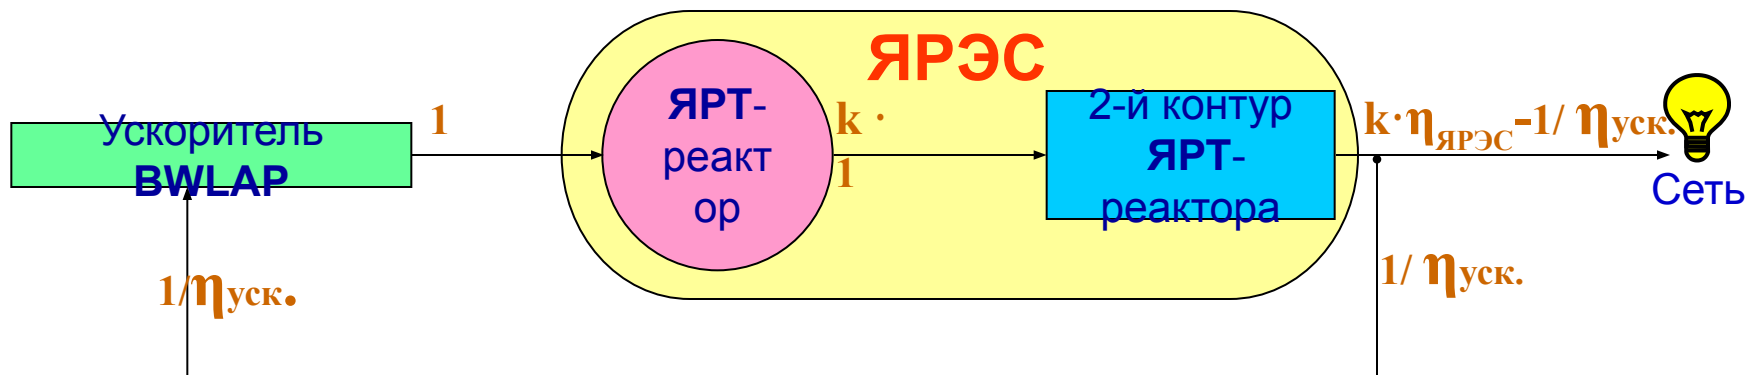 ЯРЭС
Ускоритель
BWLAP
1
ЯРТ-
реакт
ор
k ·
1
2-й контур
ЯРТ-
реактора
k·ηЯРЭС-1/ ηуск.
Сеть
1/ηуск.
1/ ηуск.